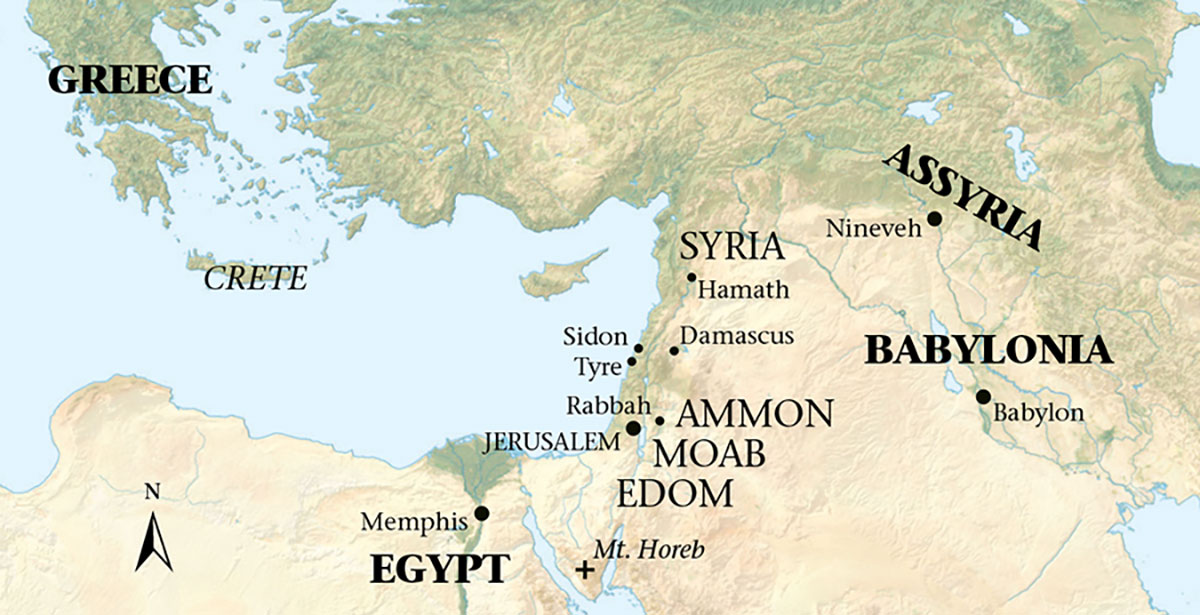 GREECE
ASSYRIA
Nineveh
SYRIA
CRETE
Hamath
Sidon
Damascus
Tyre
BABYLONIA
Rabbah
AMMON
Babylon
JERUSALEM
MOAB
EDOM
N
Memphis
Mt. Horeb
EGYPT